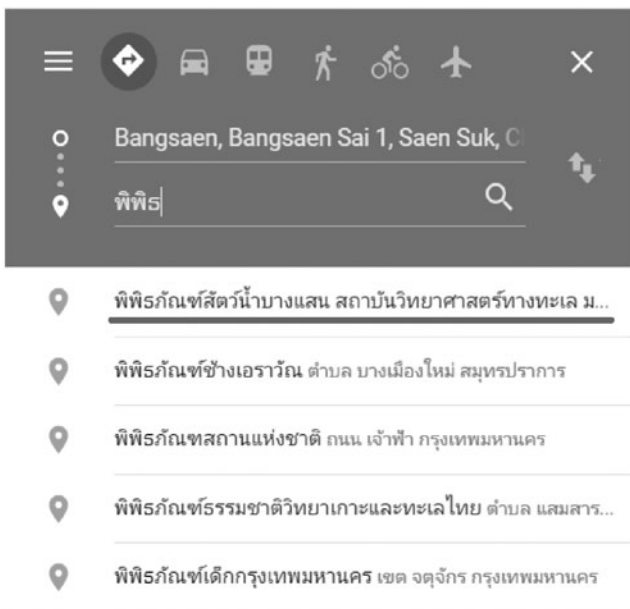 Bangsaen, Bangsaen Sai 1, Saen Suk, C
พิพิธ
พิพิธภัณฑ์สัตว์น้ำบางแสน สถาบันวิทยาศาสตร์ทางทะเล ม...
พิพิธภัณฑ์ช้างเอราวัณ ตำบล บางเมืองใหม่ สมุทรปราการ
พิพิธภัณฑสถานแห่งชาติ ถนน เจ้าฟ้า กรุงเทพมหานคร
พิพิธภัณฑ์ธรรมชาติวิทยาเกาะและทะเลไทย ตำบล แสมสาร...
พิพิธภัณฑ์เด็กกรุงเทพมหานคร เขต จตุจักร กรุงเทพมหานคร